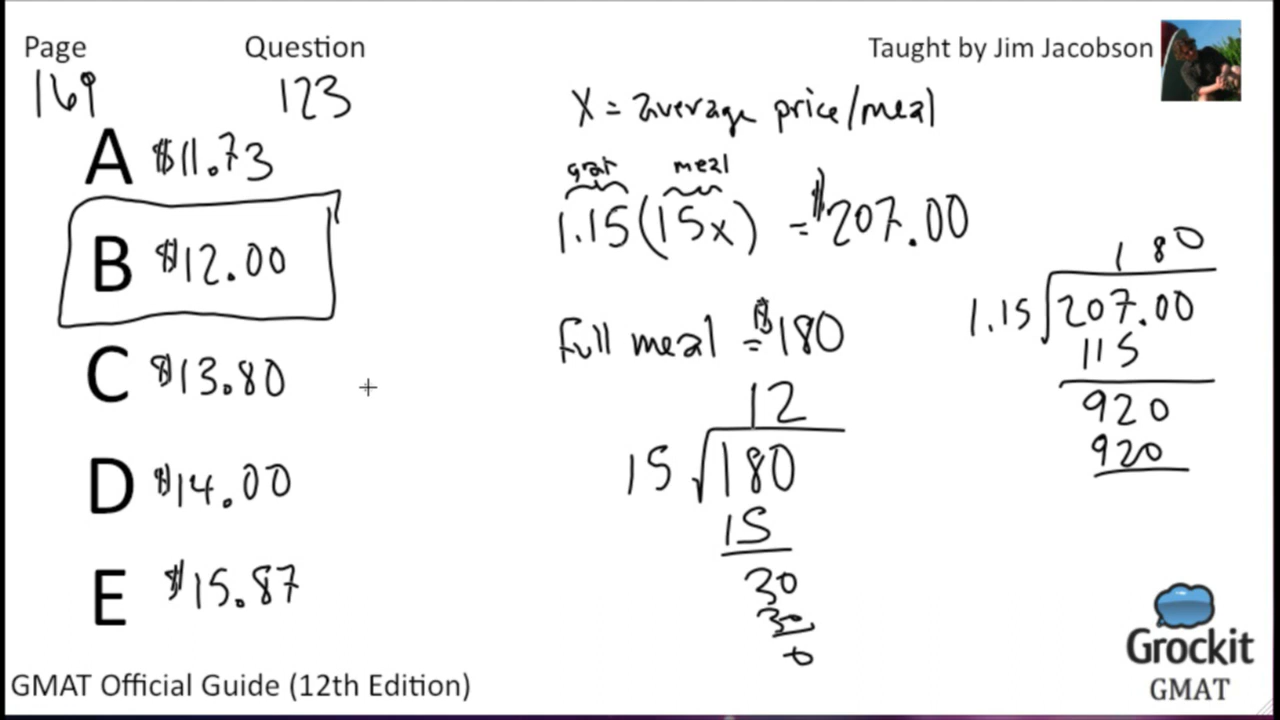 Page Question
169 123
Taught by Jim Jacobson
A $11.73
B $12.00
C $13.80
D $14.00
E $15.87
X = average price/meal
grat meal
1.15(15x) = $207.00
full meal = $180
12
15 √180
15
30
30
0
180
1.15 √207.00
115
920
920
Grockit
GMAT
GMAT Official Guide (12th Edition)